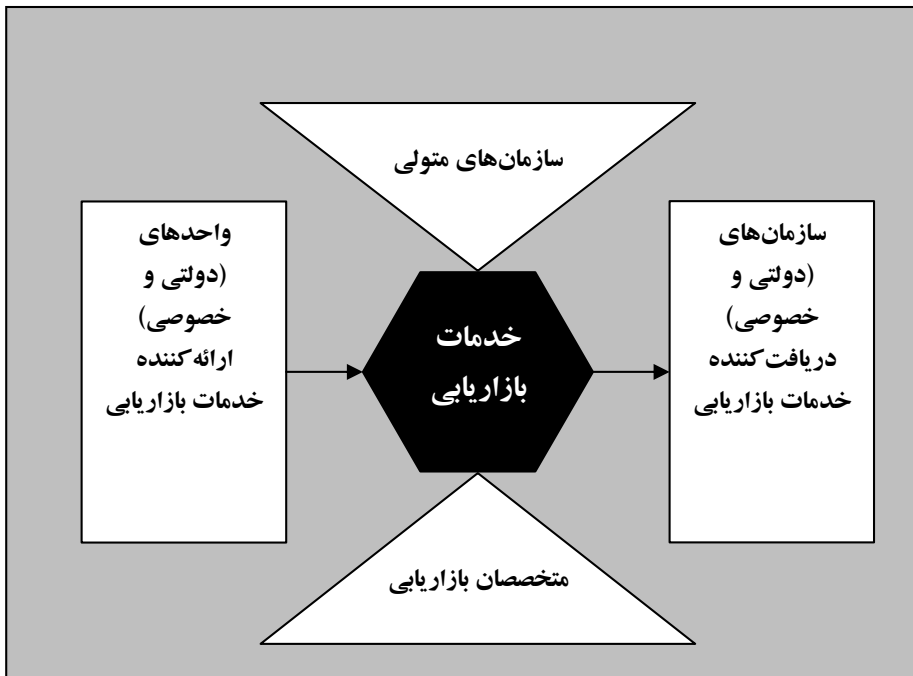 سازمان‌های متولی
سازمان‌های
(دولتی و
خصوصی)
دریافت‌کننده
خدمات بازاریابی
خدمات
بازاریابی
واحدهای
(دولتی و
خصوصی)
ارائه‌کننده
خدمات بازاریابی
متخصصان بازاریابی